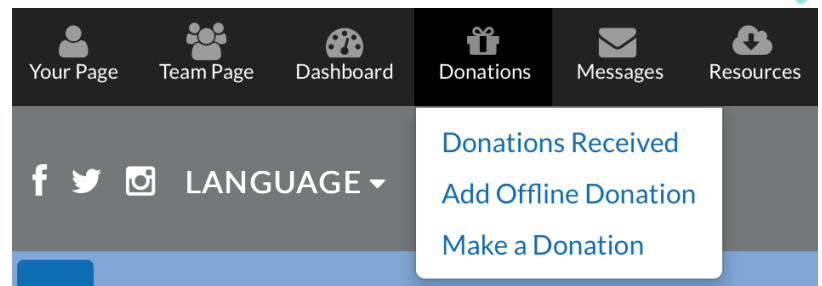 Your Page Team Page Dashboard Donations Messages Resources
LANGUAGE
Donations Received
Add Offline Donation
Make a Donation